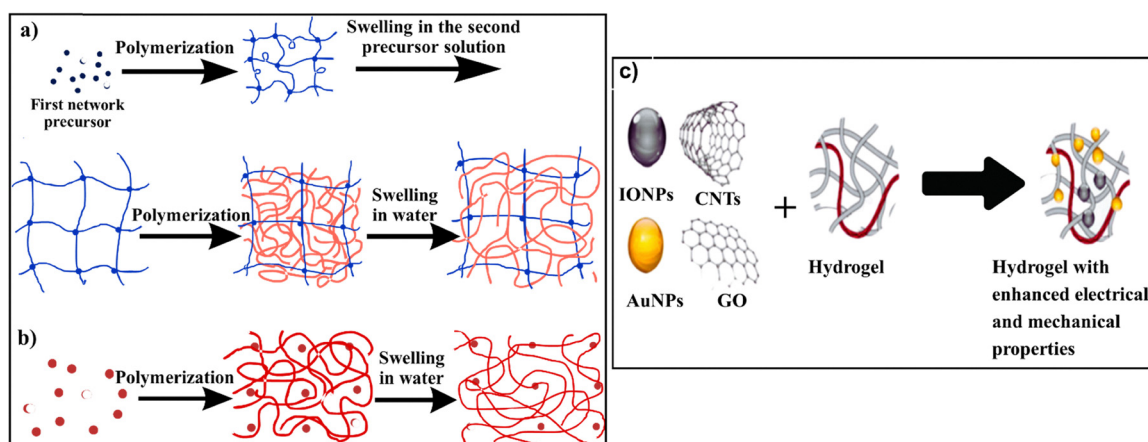 a)
Polymerization
Swelling in the second
precursor solution
First network
precursor
Polymerization
Swelling
in water
b)
Polymerization
Swelling
in water
c)
IONPs
CNTs
AuNPs
GO
+
Hydrogel
Hydrogel with
enhanced electrical
and mechanical
properties